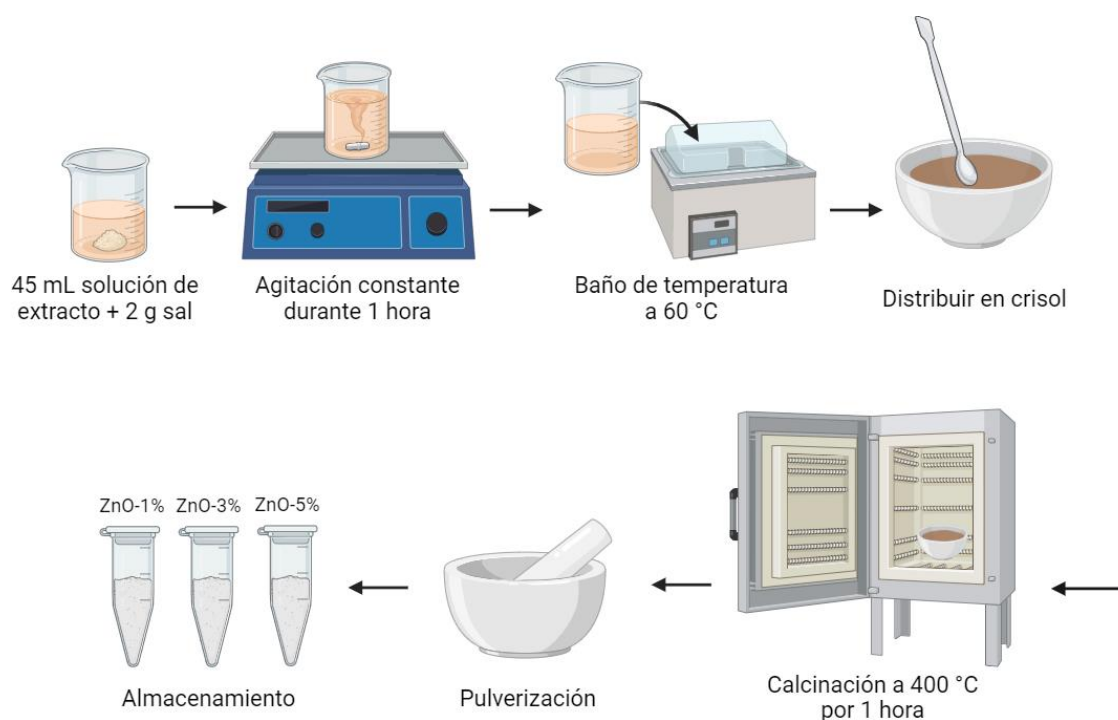 45 mL solución de
extracto + 2 g sal
Agitación constante
durante 1 hora
Baño de temperatura
a 60 °C
Distribuir en crisol
ZnO-1% ZnO-3% ZnO-5%
Almacenamiento
Pulverización
Calcinación a 400 °C
por 1 hora